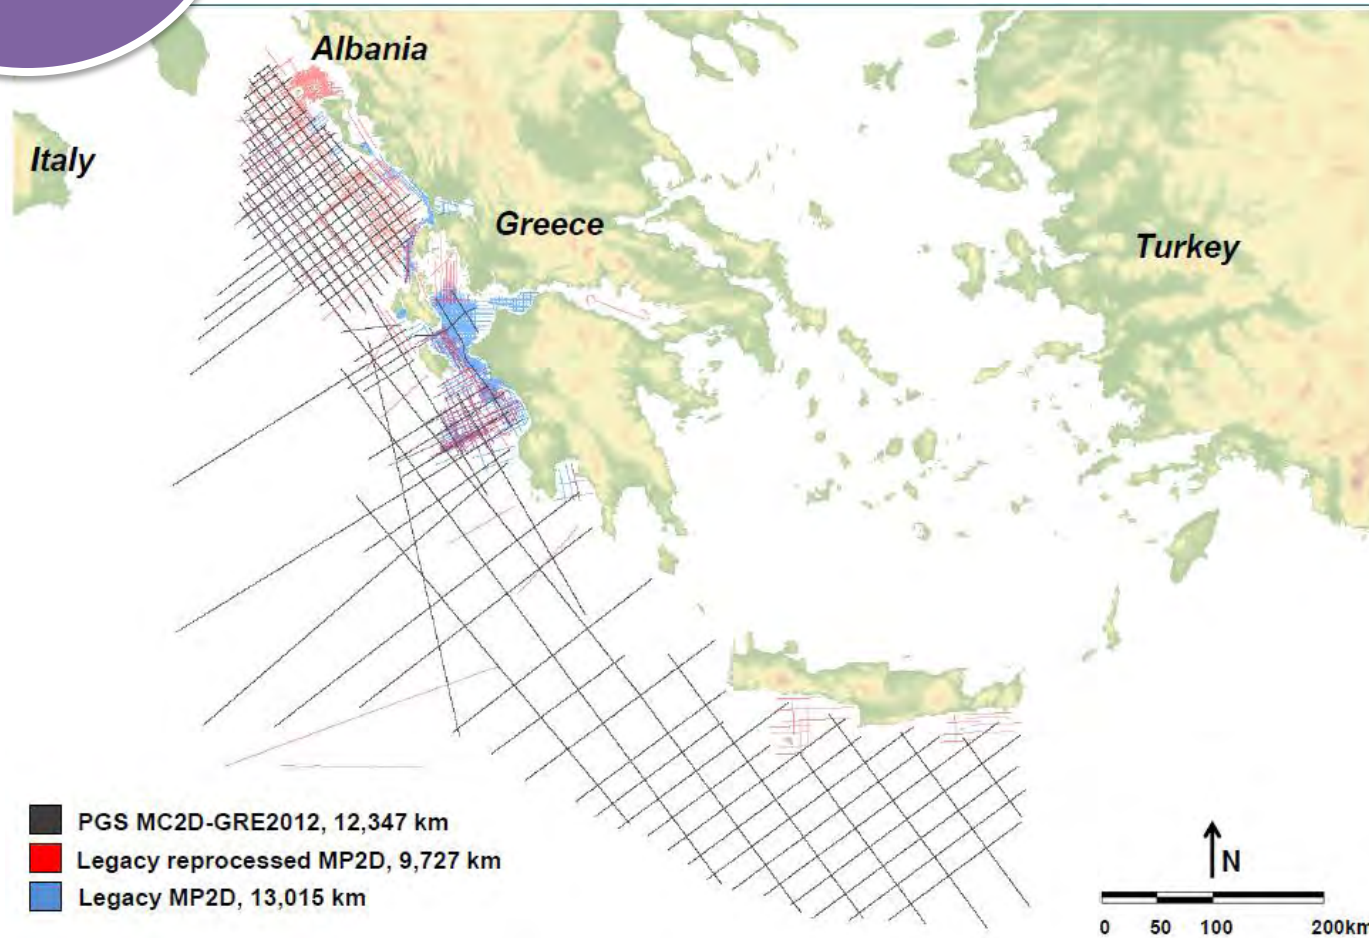 Albania
Italy
Greece
Turkey
PGS MC2D-GRE2012, 12,347 km
Legacy reprocessed MP2D, 9,727 km
Legacy MP2D, 13,015 km
N
0 50 100 200km